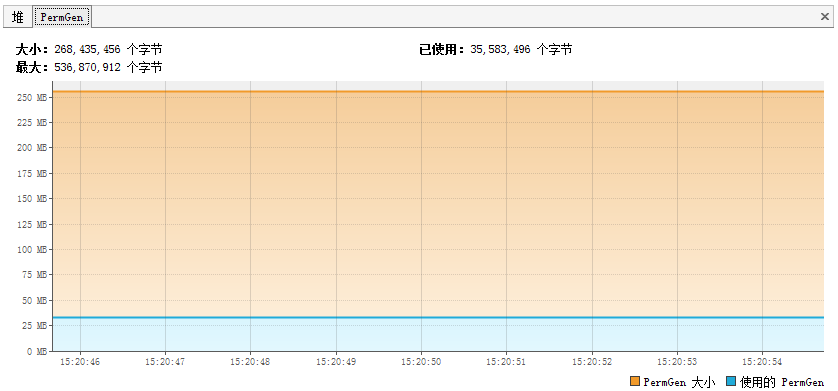 堆 PermGen ×
大小: 268,435,456 个字节 已使用: 35,583,496 个字节
最大: 536,870,912 个字节
250 MB
225 MB
200 MB
175 MB
150 MB
125 MB
100 MB
75 MB
50 MB
25 MB
0 MB
15:20:46 15:20:47 15:20:48 15:20:49 15:20:50 15:20:51 15:20:52 15:20:53 15:20:54
PermGen 大小 使用的 PermGen